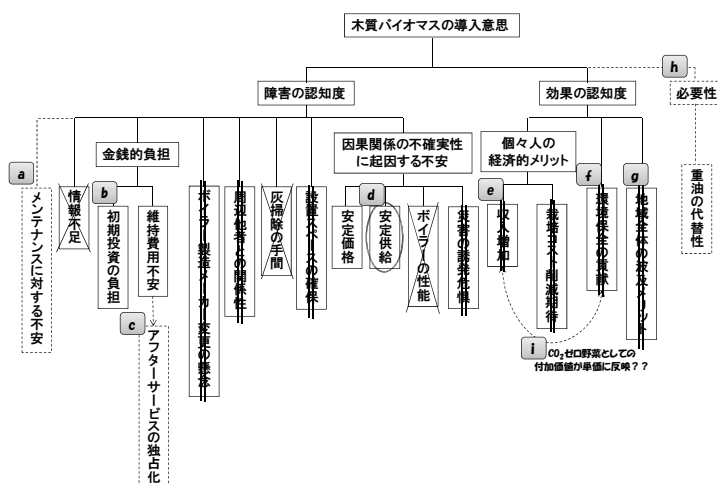 木質バイオマスの導入意思
h
障害の認知度
効果の認知度
必要性
金銭的負担
因果関係の不確実性
に起因する不安
個々人の
経済的メリット
a
メンテナンスに対する不安
情報不足
b
初期投資の負担
維持費用不安
c
アフターサービスの独占化
ボイラー製造メーカー変更の懸念
周辺他者との関係性
灰掃除の手間
設置スペースの確保
安定価格
d
安定供給
ボイラーの性能
災害の誘発危惧
e
収入増加
栽培コスト削減期待
f
環境保全の貢献
g
地域全体の波及メリット
重油の代替性
i
CO₂ゼロ野菜としての
付加価値が単価に反映??